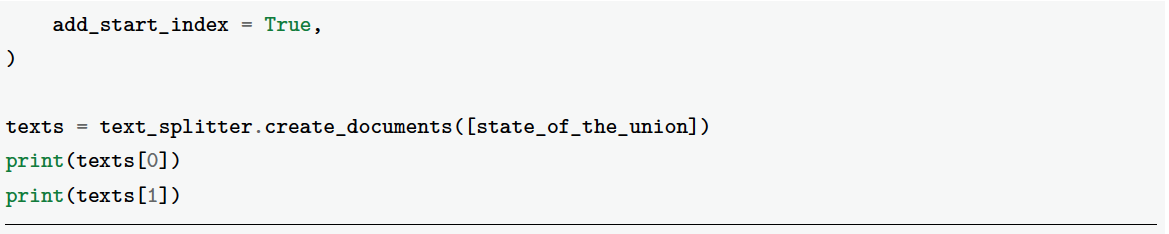 add_start_index = True,
)
texts = text_splitter.create_documents([state_of_the_union])
print(texts[0])
print(texts[1])